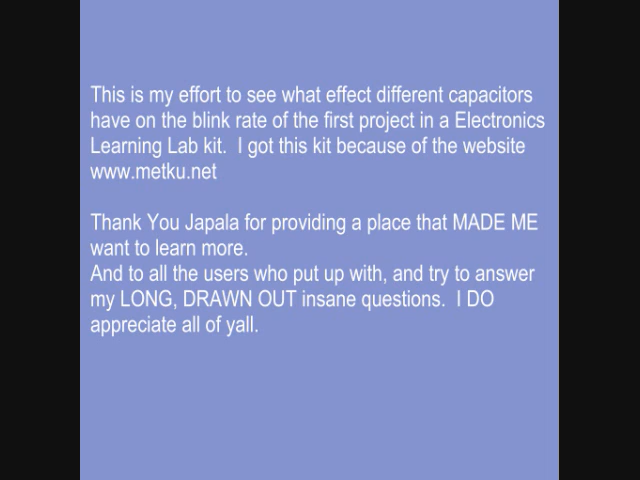 This is my effort to see what effect different capacitors
have on the blink rate of the first project in a Electronics
Learning Lab kit.  I got this kit because of the website
www.metku.net
Thank You Japala for providing a place that MADE ME
want to learn more.
And to all the users who put up with, and try to answer
my LONG, DRAWN OUT insane questions.  I DO
appreciate all of yall.